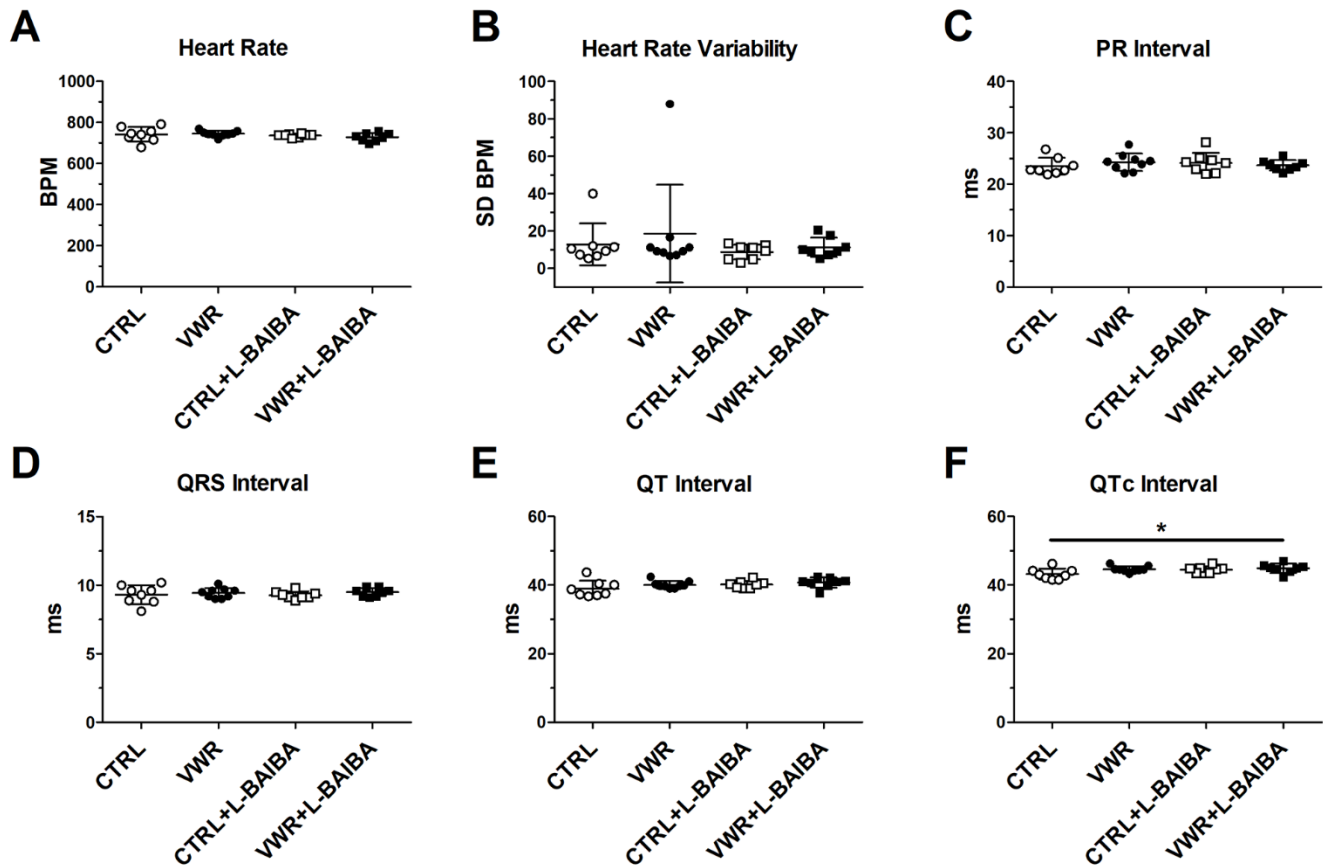 A
Heart Rate
BPM
1000
800
600
400
200
0
CTRL
VWR
CTRL+L-BAIBA
VWR+L-BAIBA
B
Heart Rate Variability
SD BPM
100
80
60
40
20
0
CTRL
VWR
CTRL+L-BAIBA
VWR+L-BAIBA
C
PR Interval
ms
40
30
20
10
0
CTRL
VWR
CTRL+L-BAIBA
VWR+L-BAIBA
D
QRS Interval
ms
15
10
5
0
CTRL
VWR
CTRL+L-BAIBA
VWR+L-BAIBA
E
QT Interval
ms
60
40
20
0
CTRL
VWR
CTRL+L-BAIBA
VWR+L-BAIBA
F
QTc Interval
ms
60
40
20
0
*
CTRL
VWR
CTRL+L-BAIBA
VWR+L-BAIBA